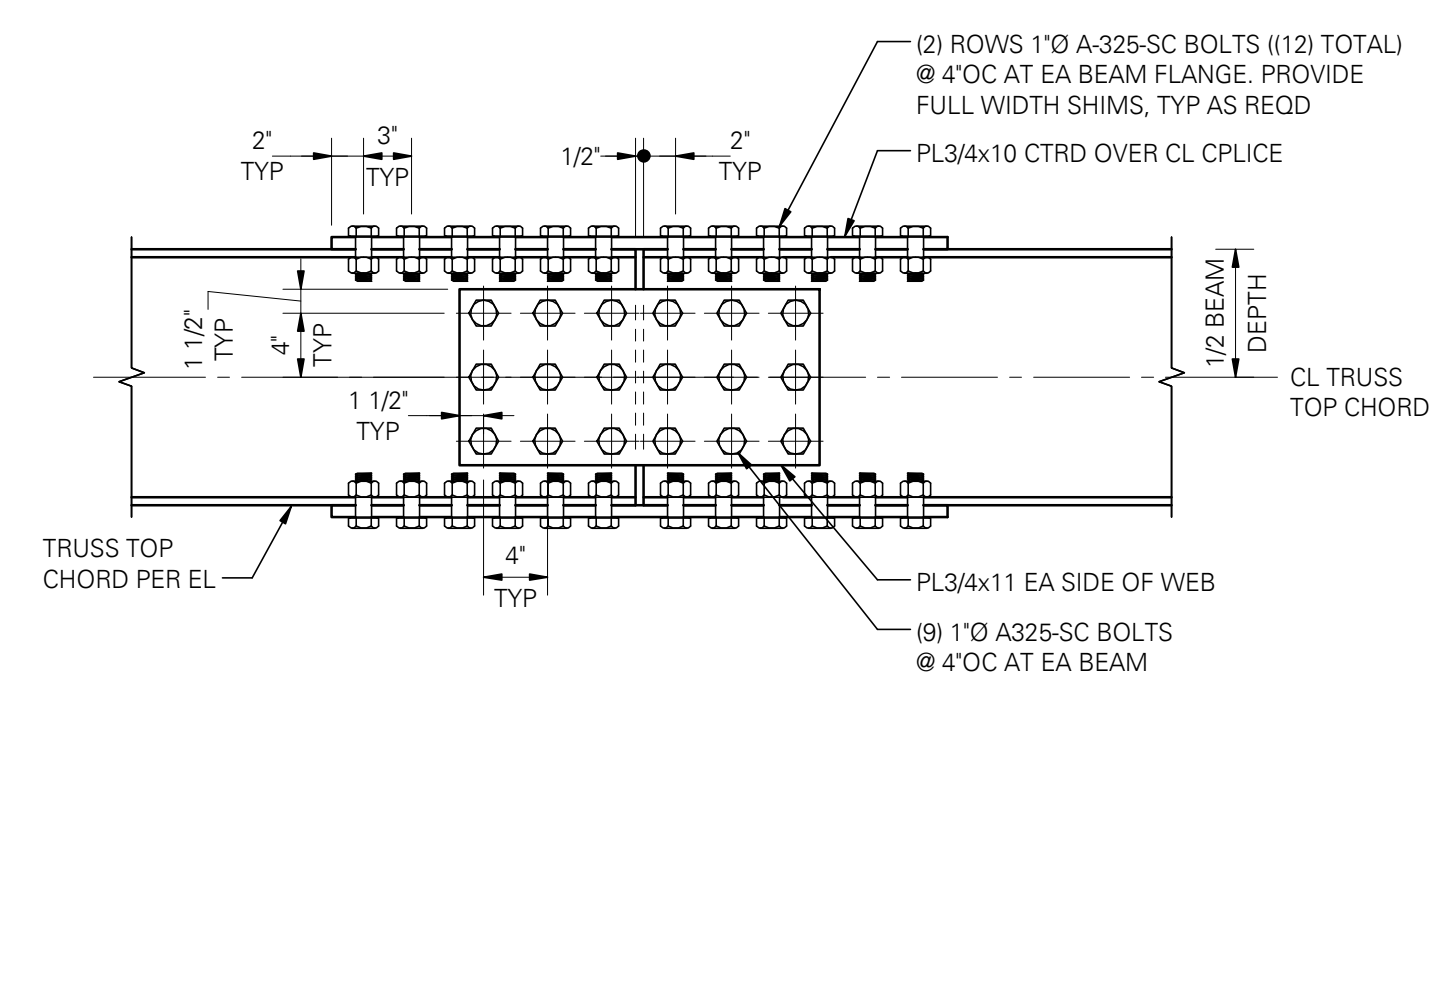 (2) ROWS 1"Ø A-325-SC BOLTS ((12) TOTAL)
@ 4"OC AT EA BEAM FLANGE. PROVIDE
FULL WIDTH SHIMS, TYP AS REQD
2"
TYP
3"
TYP
1/2"
2"
TYP
PL3/4x10 CTRD OVER CL CPLICE
1 1/2"
TYP
4"
TYP
1/2 BEAM
DEPTH
1 1/2"
TYP
CL TRUSS
TOP CHORD
TRUSS TOP
CHORD PER EL
4"
TYP
PL3/4x11 EA SIDE OF WEB
(9) 1"Ø A325-SC BOLTS
@ 4"OC AT EA BEAM